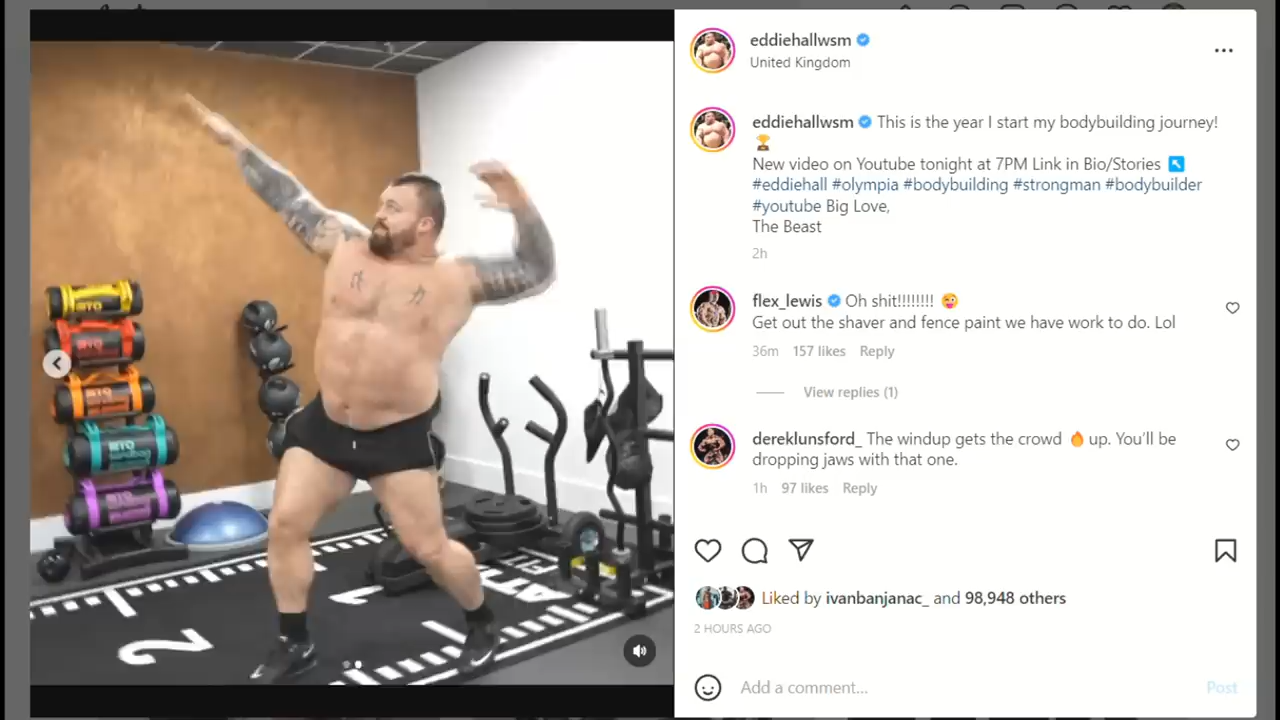 eddiehallwsm
United Kingdom
eddiehallwsm This is the year I start my bodybuilding journey!
🏆
New video on Youtube tonight at 7PM Link in Bio/Stories ↖️
#eddiehall #olympia #bodybuilding #strongman #bodybuilder
#youtube Big Love,
The Beast
2h
flex_lewis Oh shit!!!!!!!! 😜
Get out the shaver and fence paint we have work to do. Lol
36m 157 likes Reply
View replies (1)
dereklunsford_ The windup gets the crowd 🔥 up. You'll be
dropping jaws with that one.
1h 97 likes Reply
Liked by ivanbanjanac_ and 98,948 others
2 HOURS AGO
Add a comment... Post
2
1